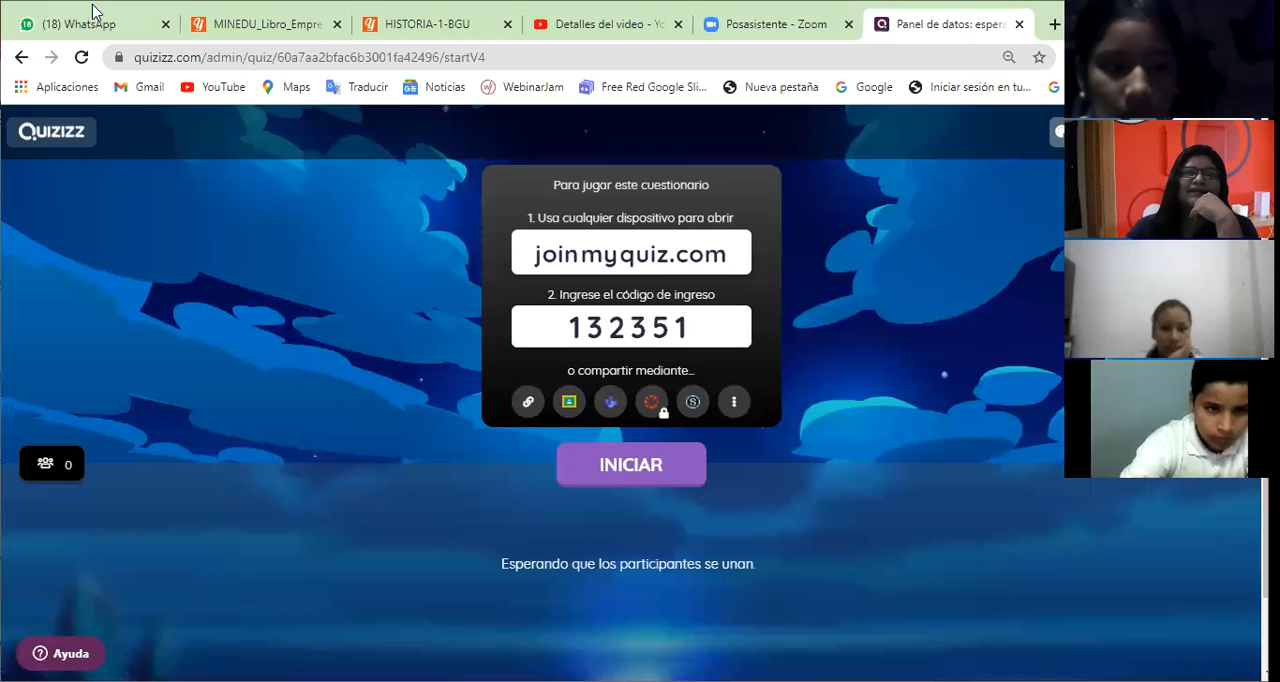 (18) WhatsApp
MINEDU_Libro_Empre
HISTORIA-1-BGU
Detalles del video - Yo
Posasistente - Zoom
Panel de datos: espera
quizizz.com/admin/quiz/60a7aa2bfac6b3001fa42496/startV4
Aplicaciones
Gmail
YouTube
Maps
Traducir
Noticias
WebinarJam
Free Red Google Sli...
Nueva pestaña
Google
Iniciar sesión en tu...
Quizizz
Para jugar este cuestionario
1. Usa cualquier dispositivo para abrir
joinmyquiz.com
2. Ingrese el código de ingreso
132351
o compartir mediante...
0
INICIAR
Esperando que los participantes se unan.
Ayuda